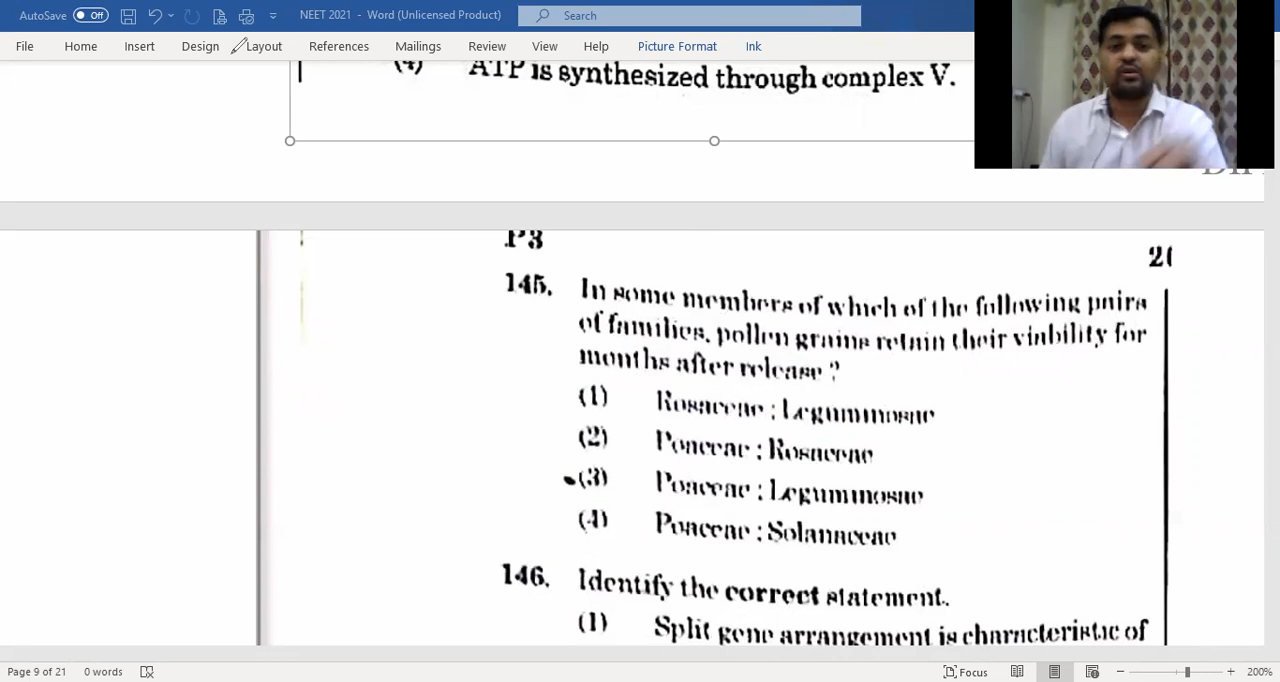 AutoSave Off NEET 2021 - Word (Unlicensed Product) Search
File Home Insert Design Layout References Mailings Review View Help Picture Format Ink
(4) ATP is synthesized through complex V.
P3
145. In some members of which of the following pairs
of families, pollen grains retain their viability for
months after release ?
(1) Rosaceae ; Leguminosae
(2) Poaceae ; Rosaceae
(3) Poaceae ; Leguminosae
(4) Poaceae ; Solanaceae
146. Identify the correct statement.
(1) Split gene arrangement is characteristic of
Page 9 of 21 0 words Focus 200%